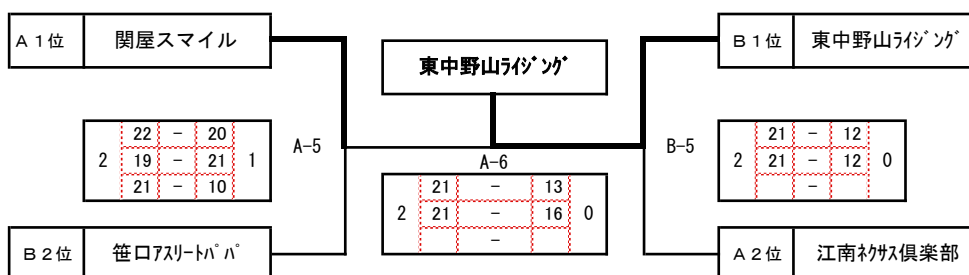 A1位 関屋スマイル
東中野山ﾗｲｼﾞﾝｸﾞ
B1位 東中野山ﾗｲｼﾞﾝｸﾞ
22 － 20
2 19 － 21 1
21 － 10
A-5
A-6
21 － 13
2 21 － 16 0
－
B-5
21 － 12
2 21 － 12 0
－
B2位 笹口ｱｽﾘｰﾄﾊﾟﾊﾟ
A2位 江南ﾈｸｻｽ倶楽部